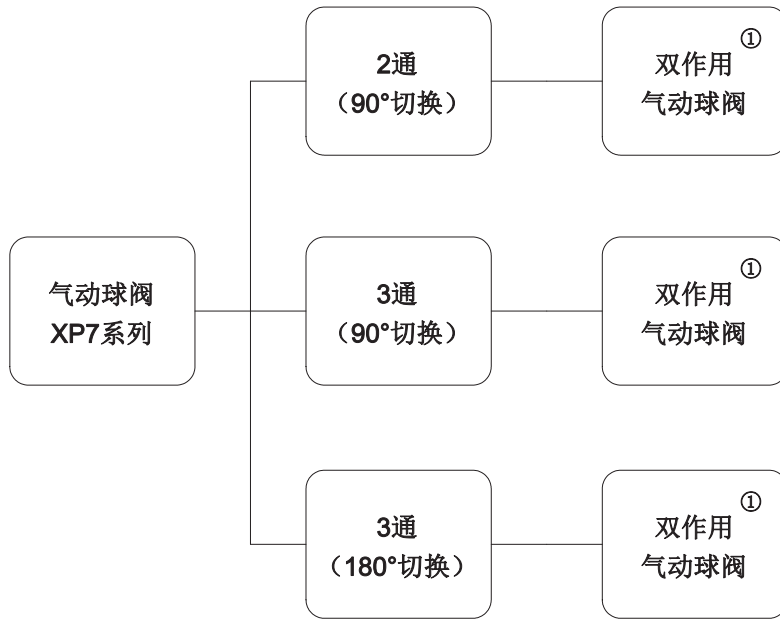 2通
（90°切换）
①
双作用
气动球阀
气动球阀
XP7系列
3通
（90°切换）
①
双作用
气动球阀
3通
（180°切换）
①
双作用
气动球阀